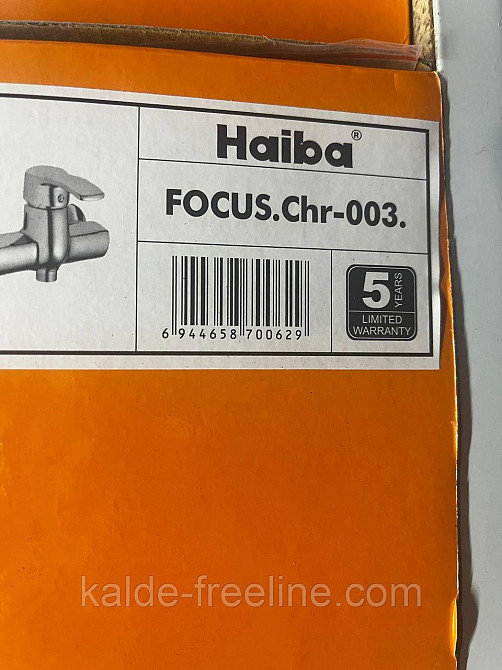 Haiba®
FOCUS.Chr-003.
6 944658 700629
5 YEARS
LIMITED
WARRANTY
kalde-freeline.com/